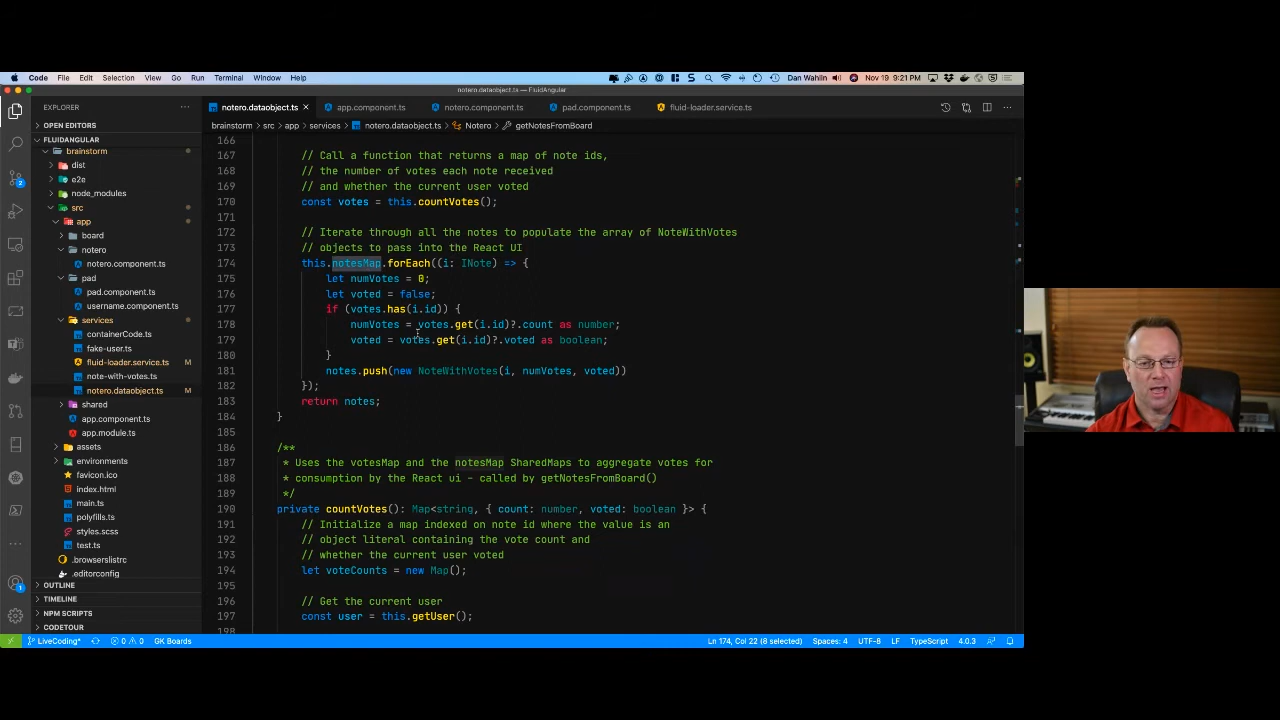 Code File Edit Selection View Go Run Terminal Window Help
Dan Wahlin Nov 19 9:21 PM
notero.dataobject.ts — FluidAngular
EXPLORER
notero.dataobject.ts app.component.ts notero.component.ts pad.component.ts fluid-loader.service.ts
brainstorm > src > app > services > notero.dataobject.ts > Notero > getNotesFromBoard
OPEN EDITORS
FLUIDANGULAR
brainstorm
dist
e2e
node_modules
src
app
board
notero
notero.component.ts
pad
pad.component.ts
username.component.ts
services
containerCode.ts
fake-user.ts
fluid-loader.service.ts M
note-with-votes.ts
notero.dataobject.ts M
shared
app.component.ts
app.module.ts
assets
environments
favicon.ico
index.html
main.ts
polyfills.ts
styles.scss
test.ts
.browserslistrc
.editorconfig
OUTLINE
TIMELINE
NPM SCRIPTS
CODETOUR
166
167 // Call a function that returns a map of note ids,
168 // the number of votes each note received
169 // and whether the current user voted
170 const votes = this.countVotes();
171
172 // Iterate through all the notes to populate the array of NoteWithVotes
173 // objects to pass into the React UI
174 this.notesMap.forEach((i: INote) => {
175 let numVotes = 0;
176 let voted = false;
177 if (votes.has(i.id)) {
178 numVotes = votes.get(i.id)?.count as number;
179 voted = votes.get(i.id)?.voted as boolean;
180 }
181 notes.push(new NoteWithVotes(i, numVotes, voted))
182 });
183 return notes;
184 }
185
186 /**
187 * Uses the votesMap and the notesMap SharedMaps to aggregate votes for
188 * consumption by the React ui - called by getNotesFromBoard()
189 */
190 private countVotes(): Map<string, { count: number, voted: boolean }> {
191 // Initialize a map indexed on note id where the value is an
192 // object literal containing the vote count and
193 // whether the current user voted
194 let voteCounts = new Map();
195
196 // Get the current user
197 const user = this.getUser();
198
2
1
LiveCoding* 0 0 GK Boards Ln 174, Col 22 (8 selected) Spaces: 4 UTF-8 LF TypeScript 4.0.3